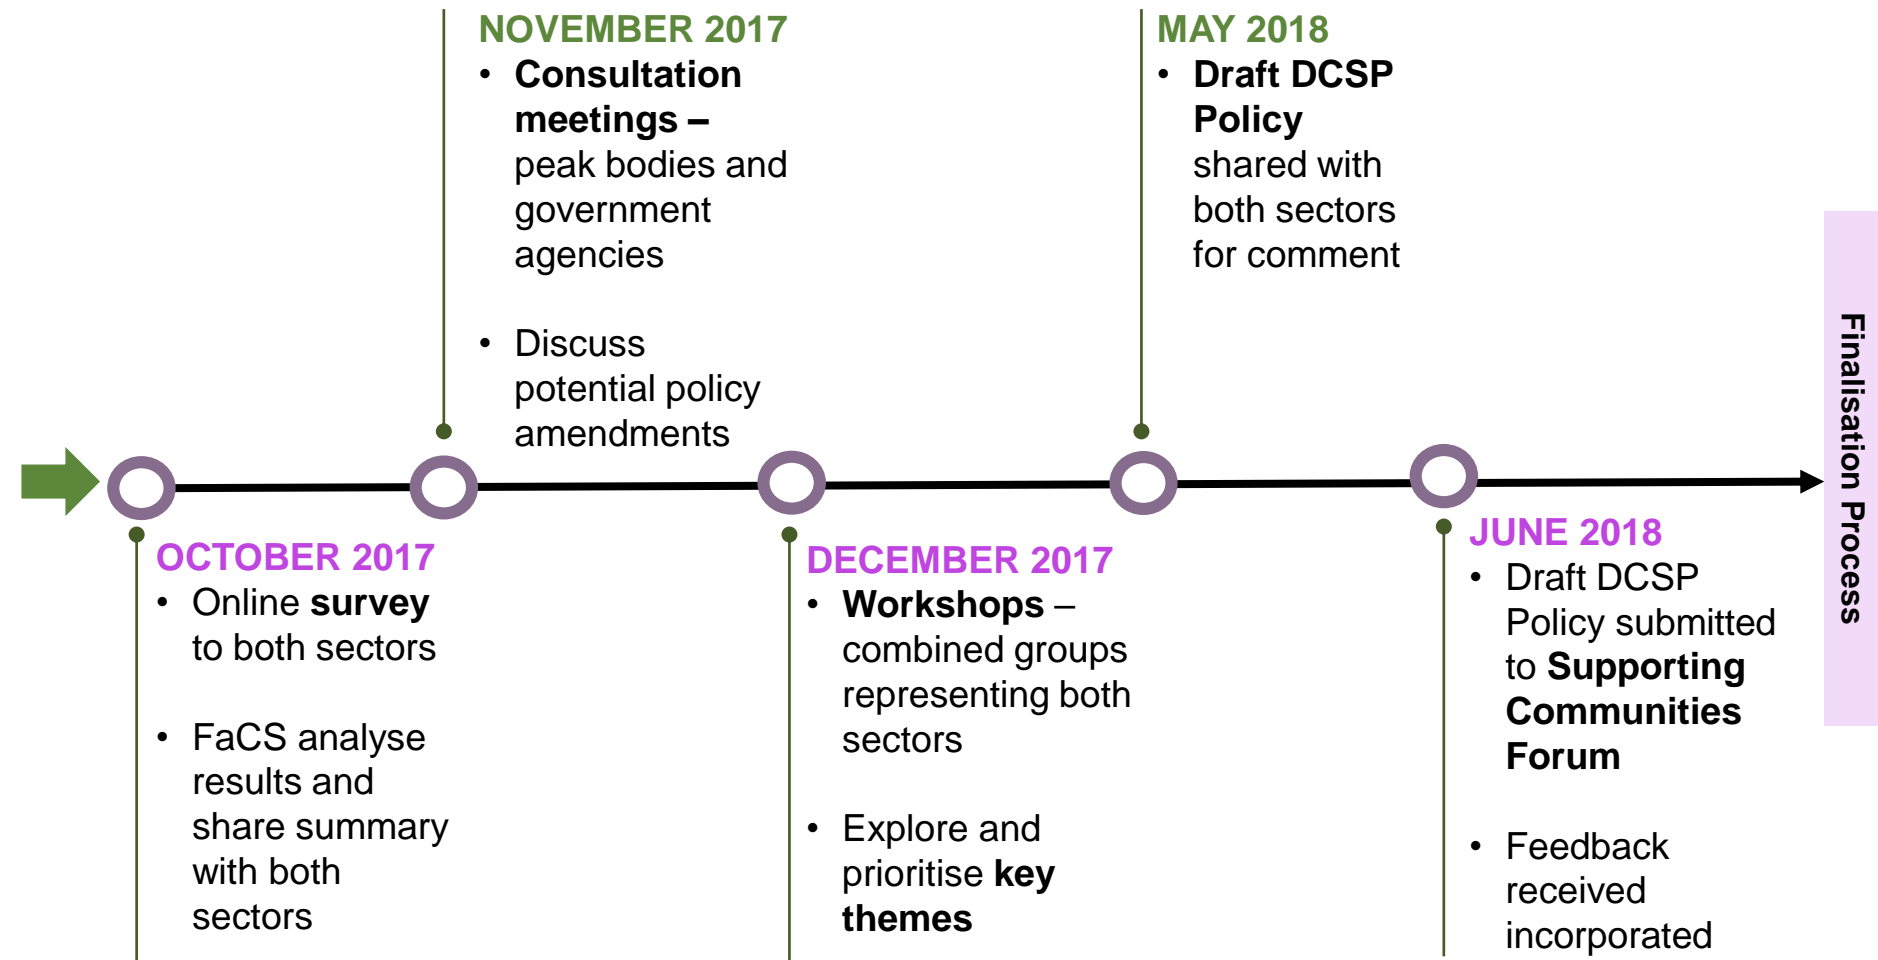 NOVEMBER 2017
• Consultation
meetings –
peak bodies and
government
agencies
• Discuss
potential policy
amendments
MAY 2018
• Draft DCSP
Policy
shared with
both sectors
for comment
OCTOBER 2017
• Online survey
to both sectors
• FaCS analyse
results and
share summary
with both
sectors
DECEMBER 2017
• Workshops –
combined groups
representing both
sectors
• Explore and
prioritise key
themes
JUNE 2018
• Draft DCSP
Policy submitted
to Supporting
Communities
Forum
• Feedback
received
incorporated
Finalisation Process